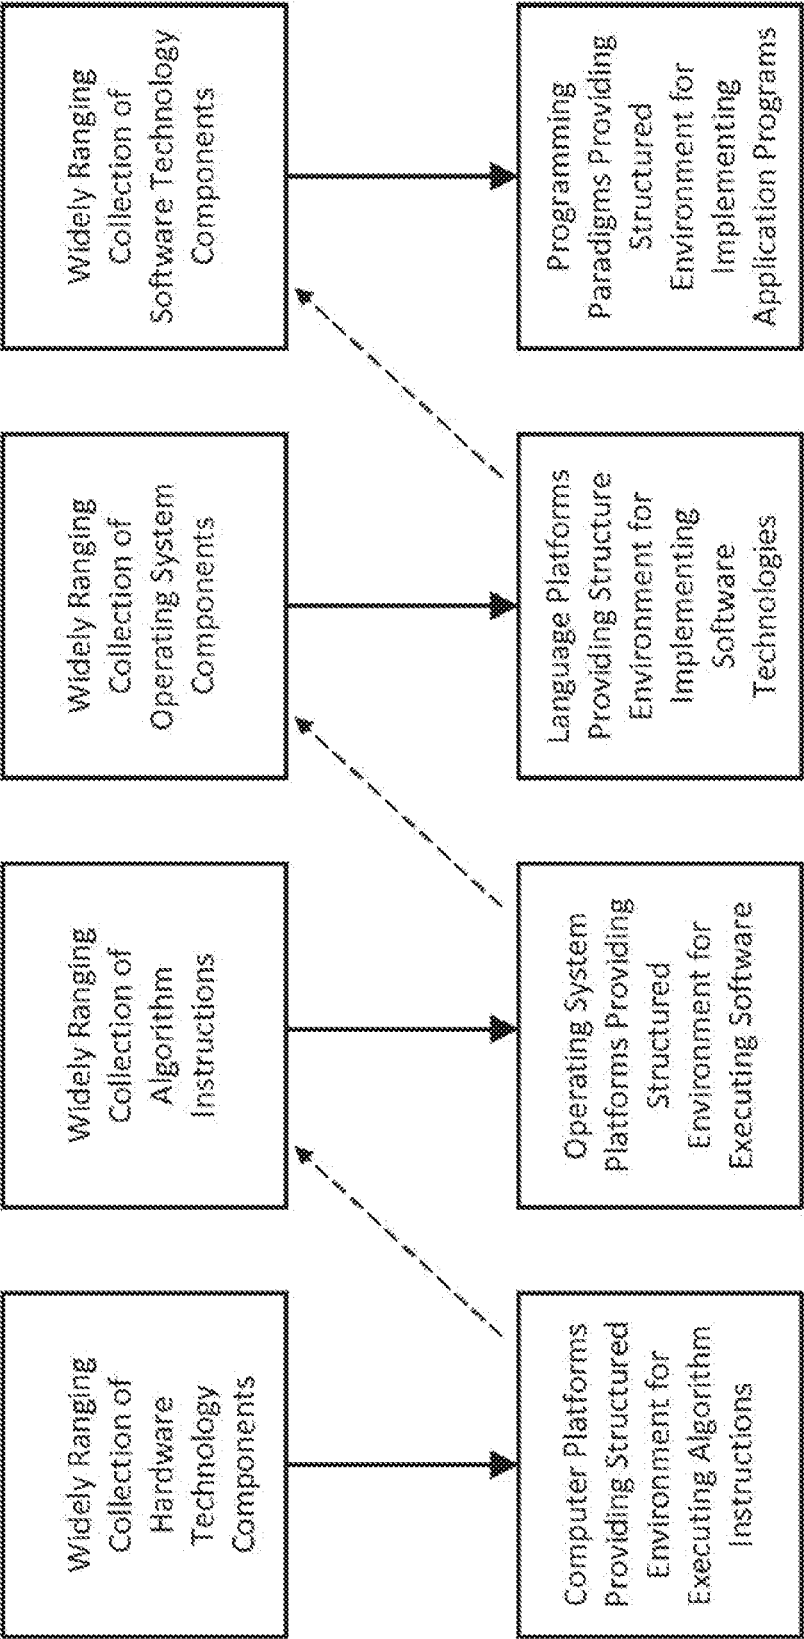 Widely Ranging
Collection of
Hardware
Technology
Components
Widely Ranging
Collection of
Algorithm
Instructions
Widely Ranging
Collection of
Operating System
Components
Widely Ranging
Collection of
Software Technology
Components
Computer Platforms
Providing Structured
Environment for
Executing Algorithm
Instructions
Operating System
Platforms Providing
Structured
Environment for
Executing Software
Language Platforms
Providing Structure
Environment for
Implementing
Software
Technologies
Programming
Paradigms Providing
Structured
Environment for
Implementing
Application Programs